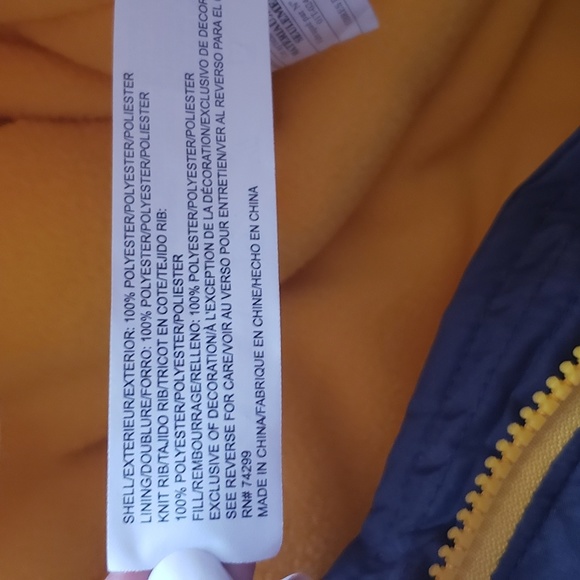 SHELL/EXTERIEUR/EXTERIOR: 100% POLYESTER/POLYESTER/POLIESTER
LINING/DOUBLURE/FORRO: 100% POLYESTER/POLYESTER/POLIESTER
KNIT RIB/TAJIDO RIB/TRICOT EN COTE/TEJIDO RIB:
100% POLYESTER/POLYESTER/POLIESTER
FILL/REMBOURRAGE/RELLENO: 100% POLYESTER/POLYESTER/POLIESTER
EXCLUSIVE OF DECORATION/À L'EXCEPTION DE LA DÉCORATION/EXCLUSIVO DE DECOR
SEE REVERSE FOR CARE/VOIR AU VERSO POUR ENTRETIEN/VER AL REVERSO PARA EL
RN# 74299
MADE IN CHINA/FABRIQUE EN CHINE/HECHO EN CHINA